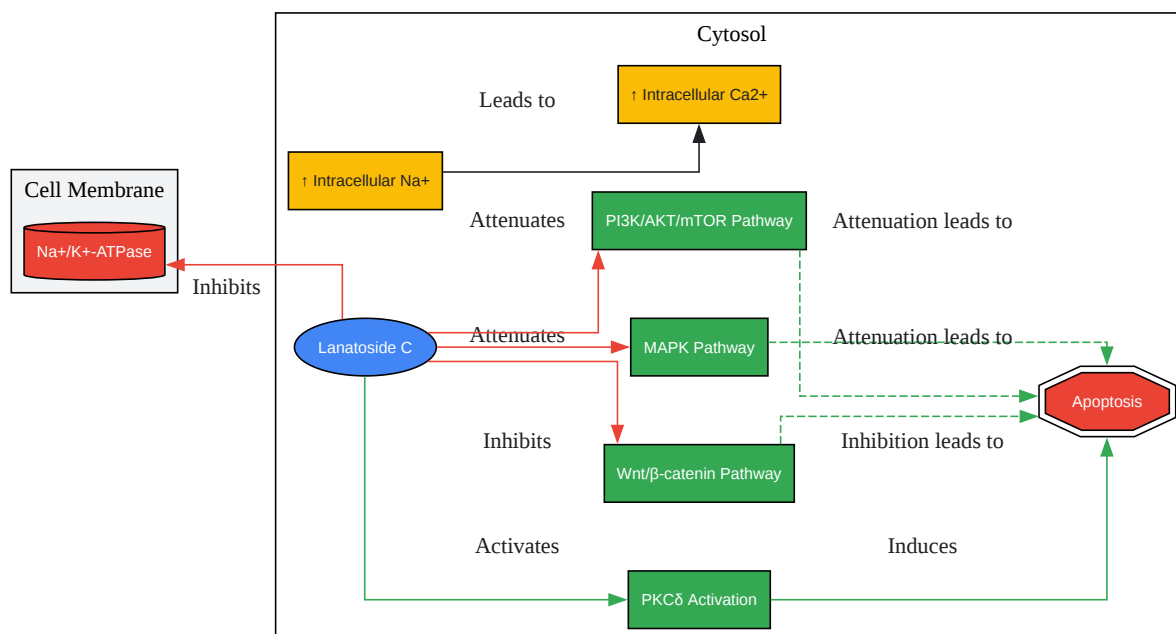 Cytosol
Leads to
↑ Intracellular Ca2+
↑ Intracellular Na+
Cell Membrane
Na+/K+-ATPase
Inhibits
Attenuates
PI3K/AKT/mTOR Pathway
Attenuation leads to
Lanatoside C
Attenuates
MAPK Pathway
Attenuation leads to
Apoptosis
Inhibits
Wnt/β-catenin Pathway
Inhibition leads to
Activates
PKCδ Activation
Induces